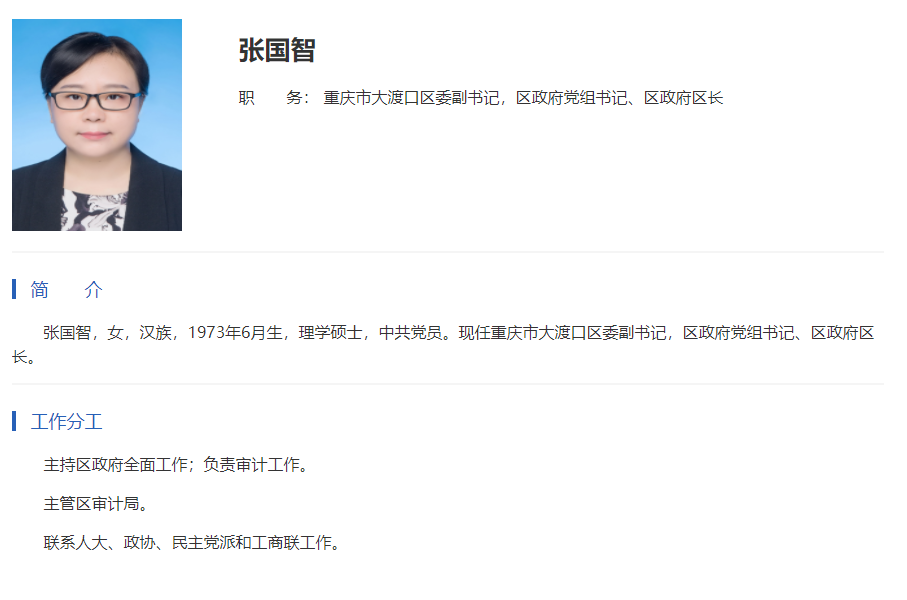 张国智
职　　务： 重庆市大渡口区委副书记，区政府党组书记、区政府区长
简　　介
张国智，女，汉族，1973年6月生，理学硕士，中共党员。现任重庆市大渡口区委副书记，区政府党组书记、区政府区
长。
工作分工
主持区政府全面工作；负责审计工作。
主管区审计局。
联系人大、政协、民主党派和工商联工作。